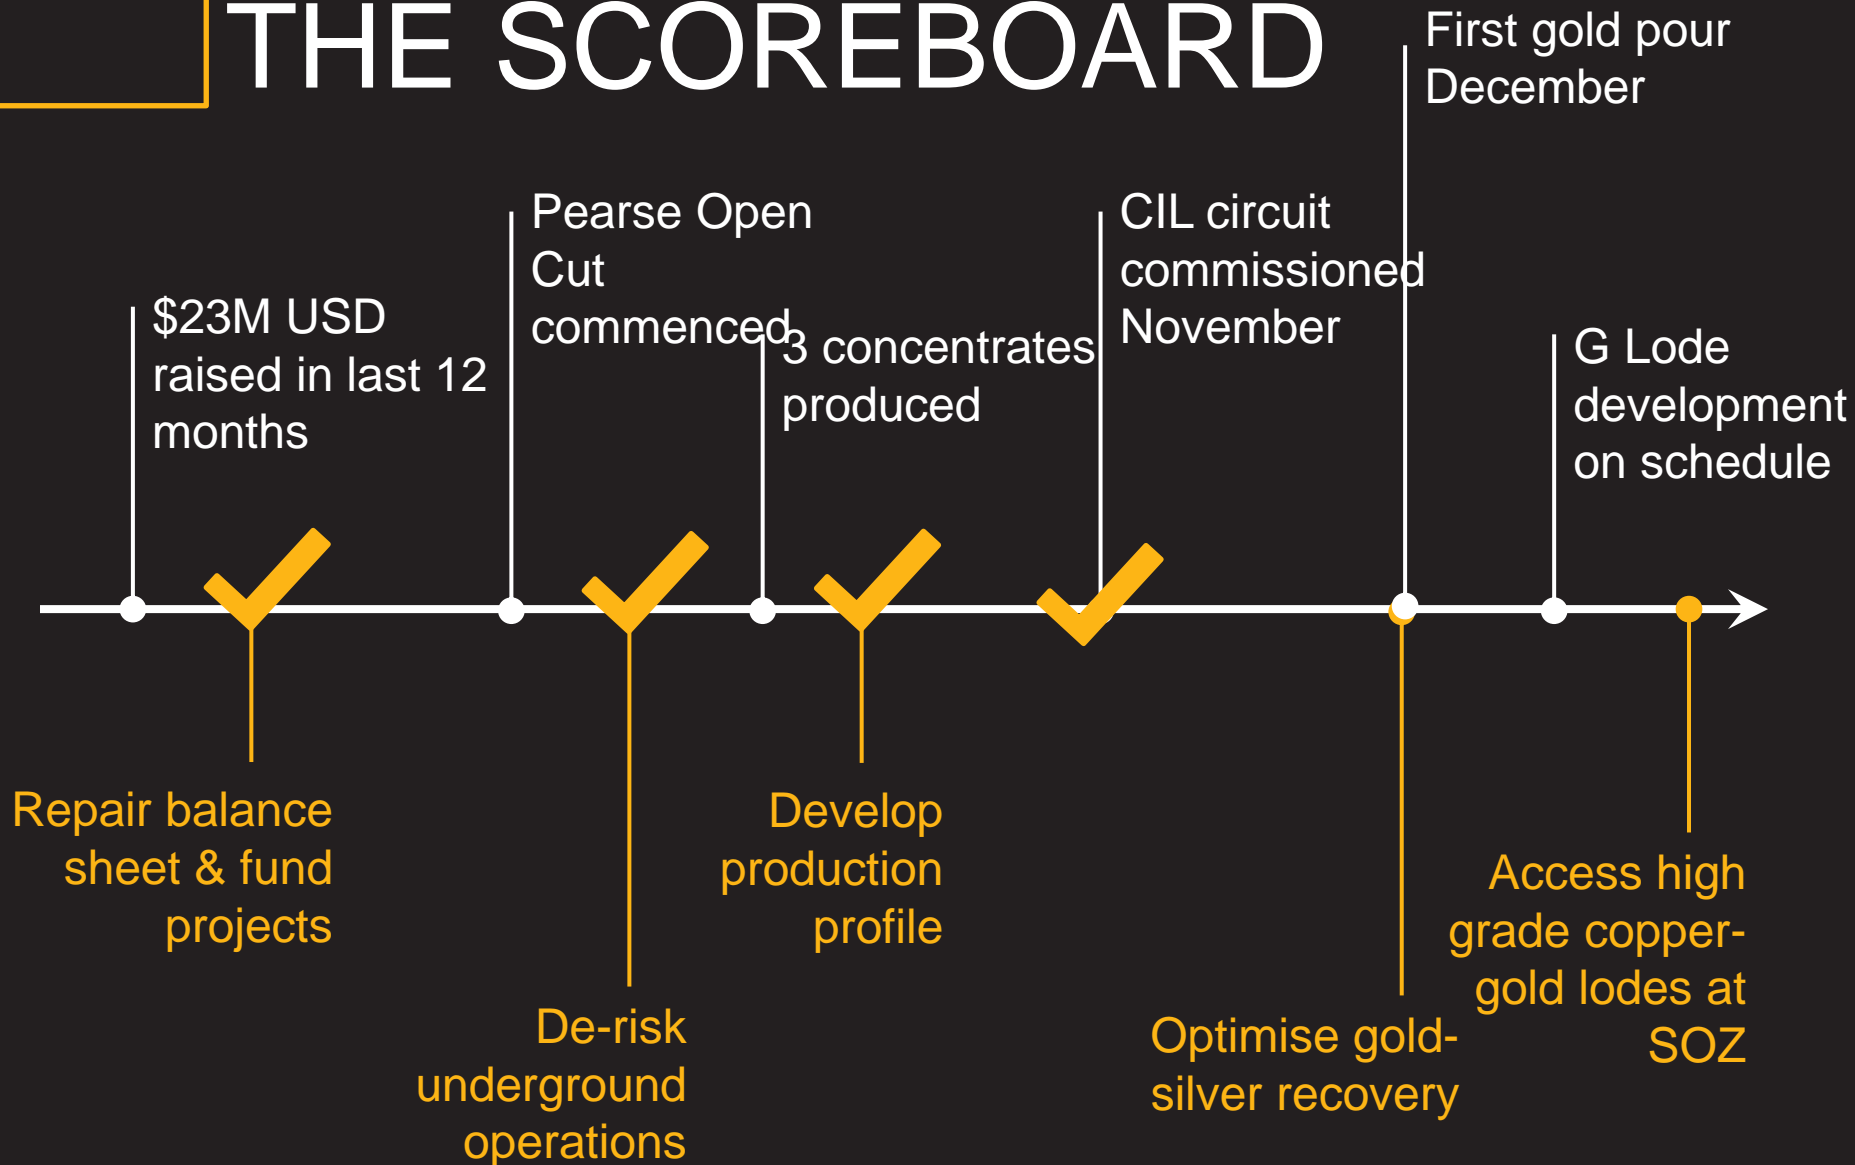 THE SCOREBOARD
First gold pour
December
$23M USD
raised in last 12
months
Pearse Open
Cut
commenced
3 concentrates
produced
CIL circuit
commissioned
November
G Lode
development
on schedule
Repair balance
sheet & fund
projects
De-risk
underground
operations
Develop
production
profile
Optimise gold-
silver recovery
Access high
grade copper-
gold lodes at
SOZ